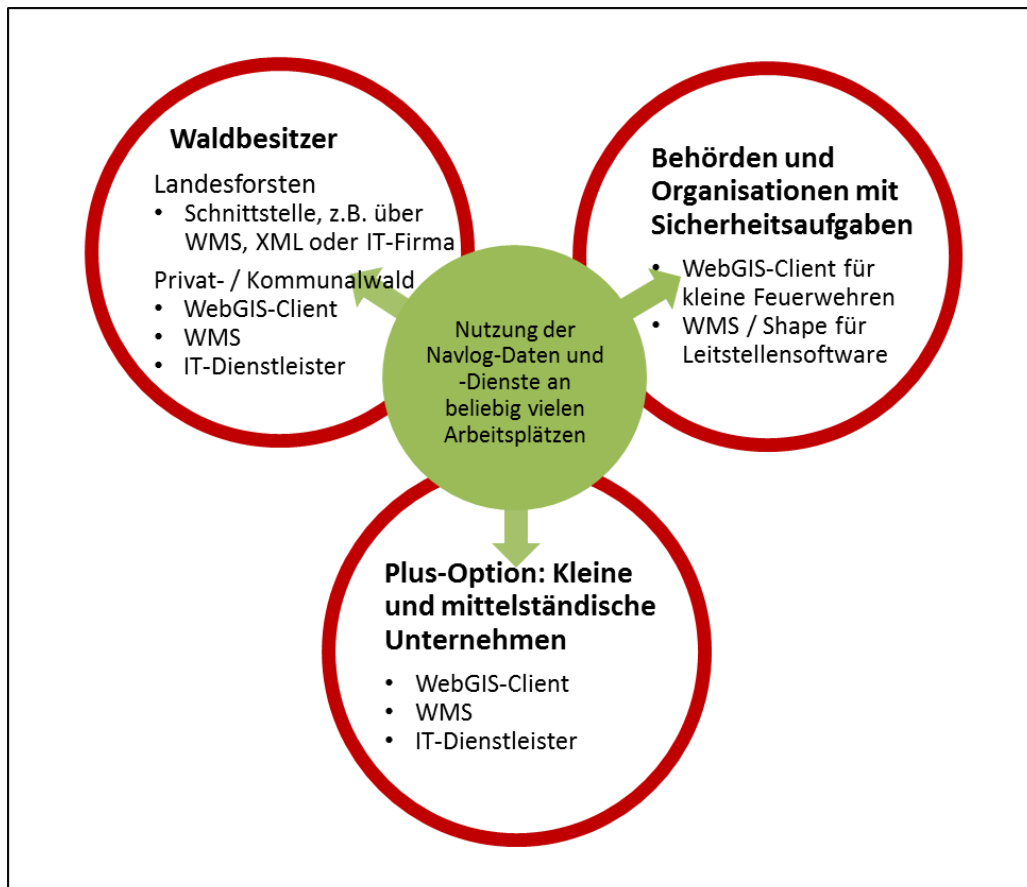 Waldbesitzer
Landesforsten
• Schnittstelle, z.B. über
WMS, XML oder IT-Firma
Privat- / Kommunalwald
• WebGIS-Client
• WMS
• IT-Dienstleister
Behörden und
Organisationen mit
Sicherheitsaufgaben
• WebGIS-Client für
kleine Feuerwehren
• WMS / Shape für
Leitstellensoftware
Nutzung der
Navlog-Daten und
-Dienste an
beliebig vielen
Arbeitsplätzen
Plus-Option: Kleine
und mittelständische
Unternehmen
• WebGIS-Client
• WMS
• IT-Dienstleister